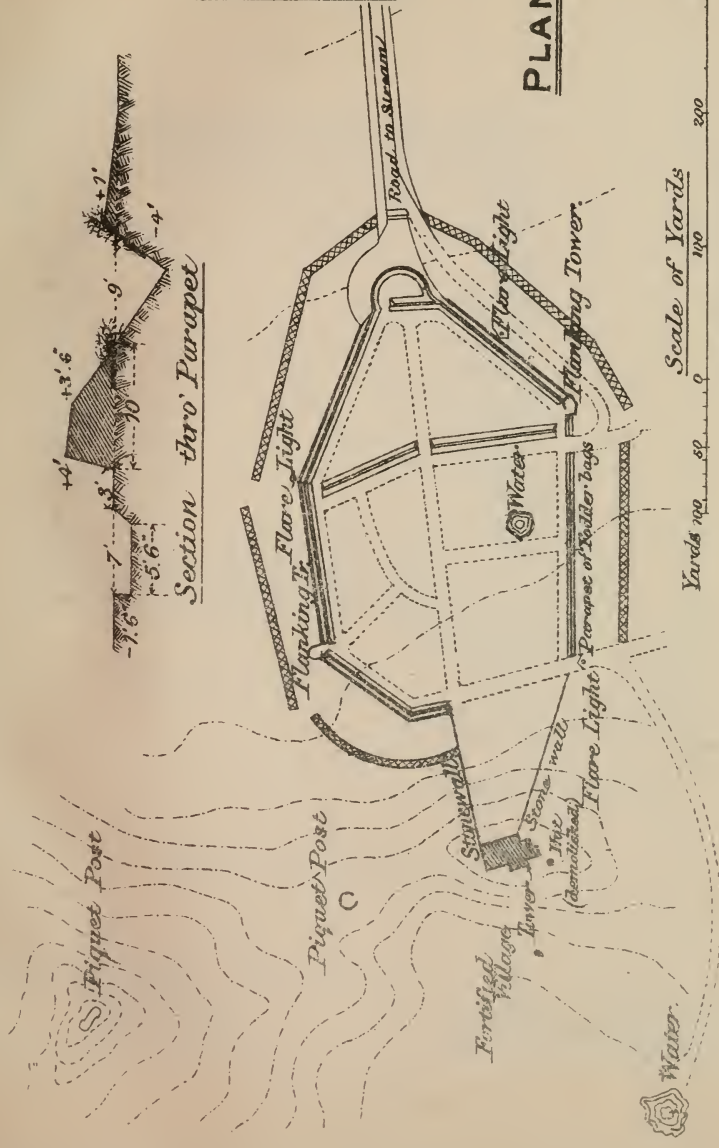 PLAN
+4'
+3'.6"
+1'
7'
3'
10'
9'
4'
5'.6"
-1'.6"
Section thro' Parapet
Piquet Post
Piquet Post
Flanking Tr.
Flare Light
Road to Stream
Flare Light
Flanking Tower.
Water
Parapet of Fodder bags
Stone wall
Stone wall
Flare Light
Hut
(demolished)
Tower
Fortified
Village
Water.
Scale of Yards
Yards 100
50
0
100
200